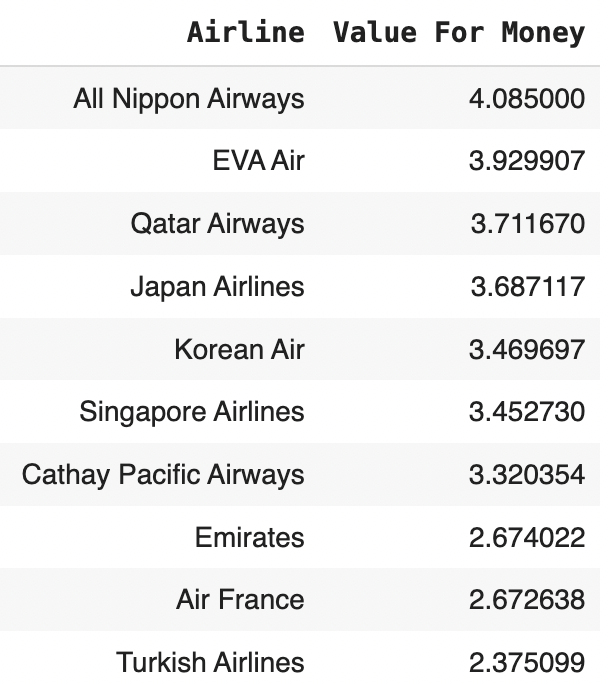 Airline Value For Money
All Nippon Airways 4.085000
EVA Air 3.929907
Qatar Airways 3.711670
Japan Airlines 3.687117
Korean Air 3.469697
Singapore Airlines 3.452730
Cathay Pacific Airways 3.320354
Emirates 2.674022
Air France 2.672638
Turkish Airlines 2.375099